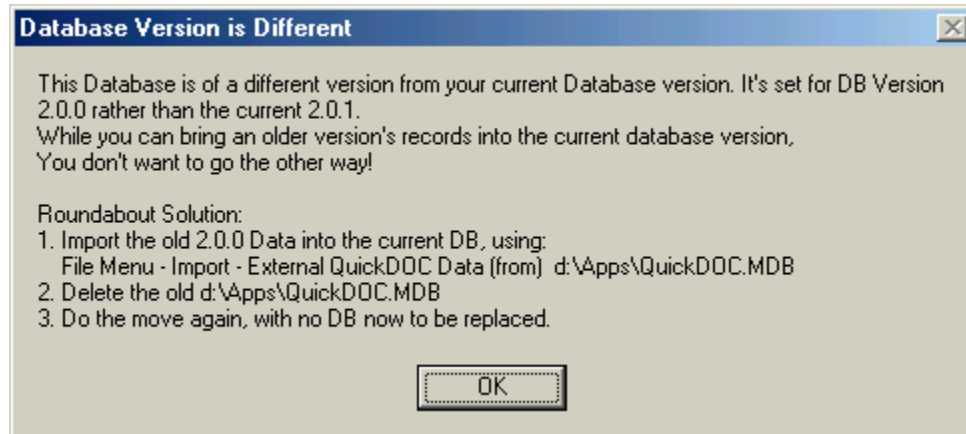 Database Version is Different
This Database is of a different version from your current Database version. It's set for DB Version
2.0.0 rather than the current 2.0.1.
While you can bring an older version's records into the current database version,
You don't want to go the other way!
Roundabout Solution:
1. Import the old 2.0.0 Data into the current DB, using:
File Menu - Import - External QuickDOC Data (from)  d:\Apps\QuickDOC.MDB
2. Delete the old d:\Apps\QuickDOC.MDB
3. Do the move again, with no DB now to be replaced.
OK